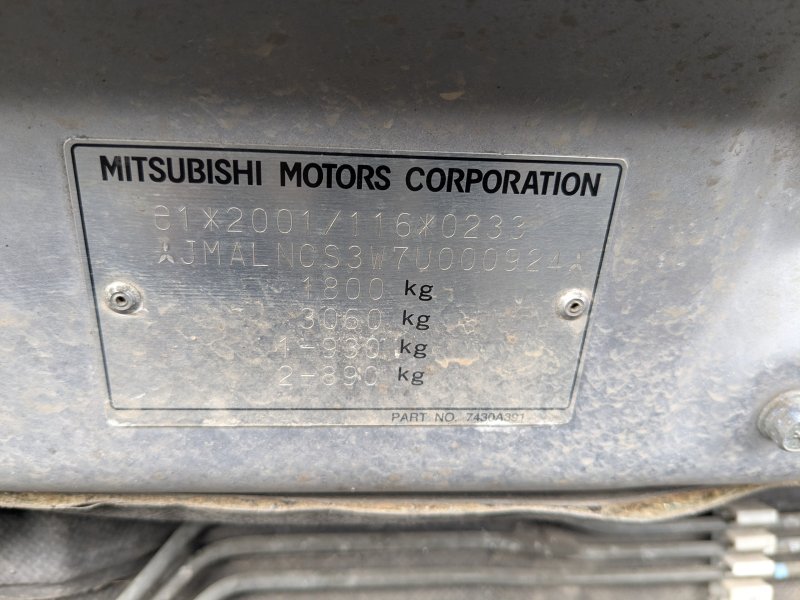 MITSUBISHI MOTORS CORPORATION
e1*2001/116*0233
JMALNCS3W7U000924
1800 kg
3060 kg
1-930 kg
2-890 kg
PART NO. 7430A391